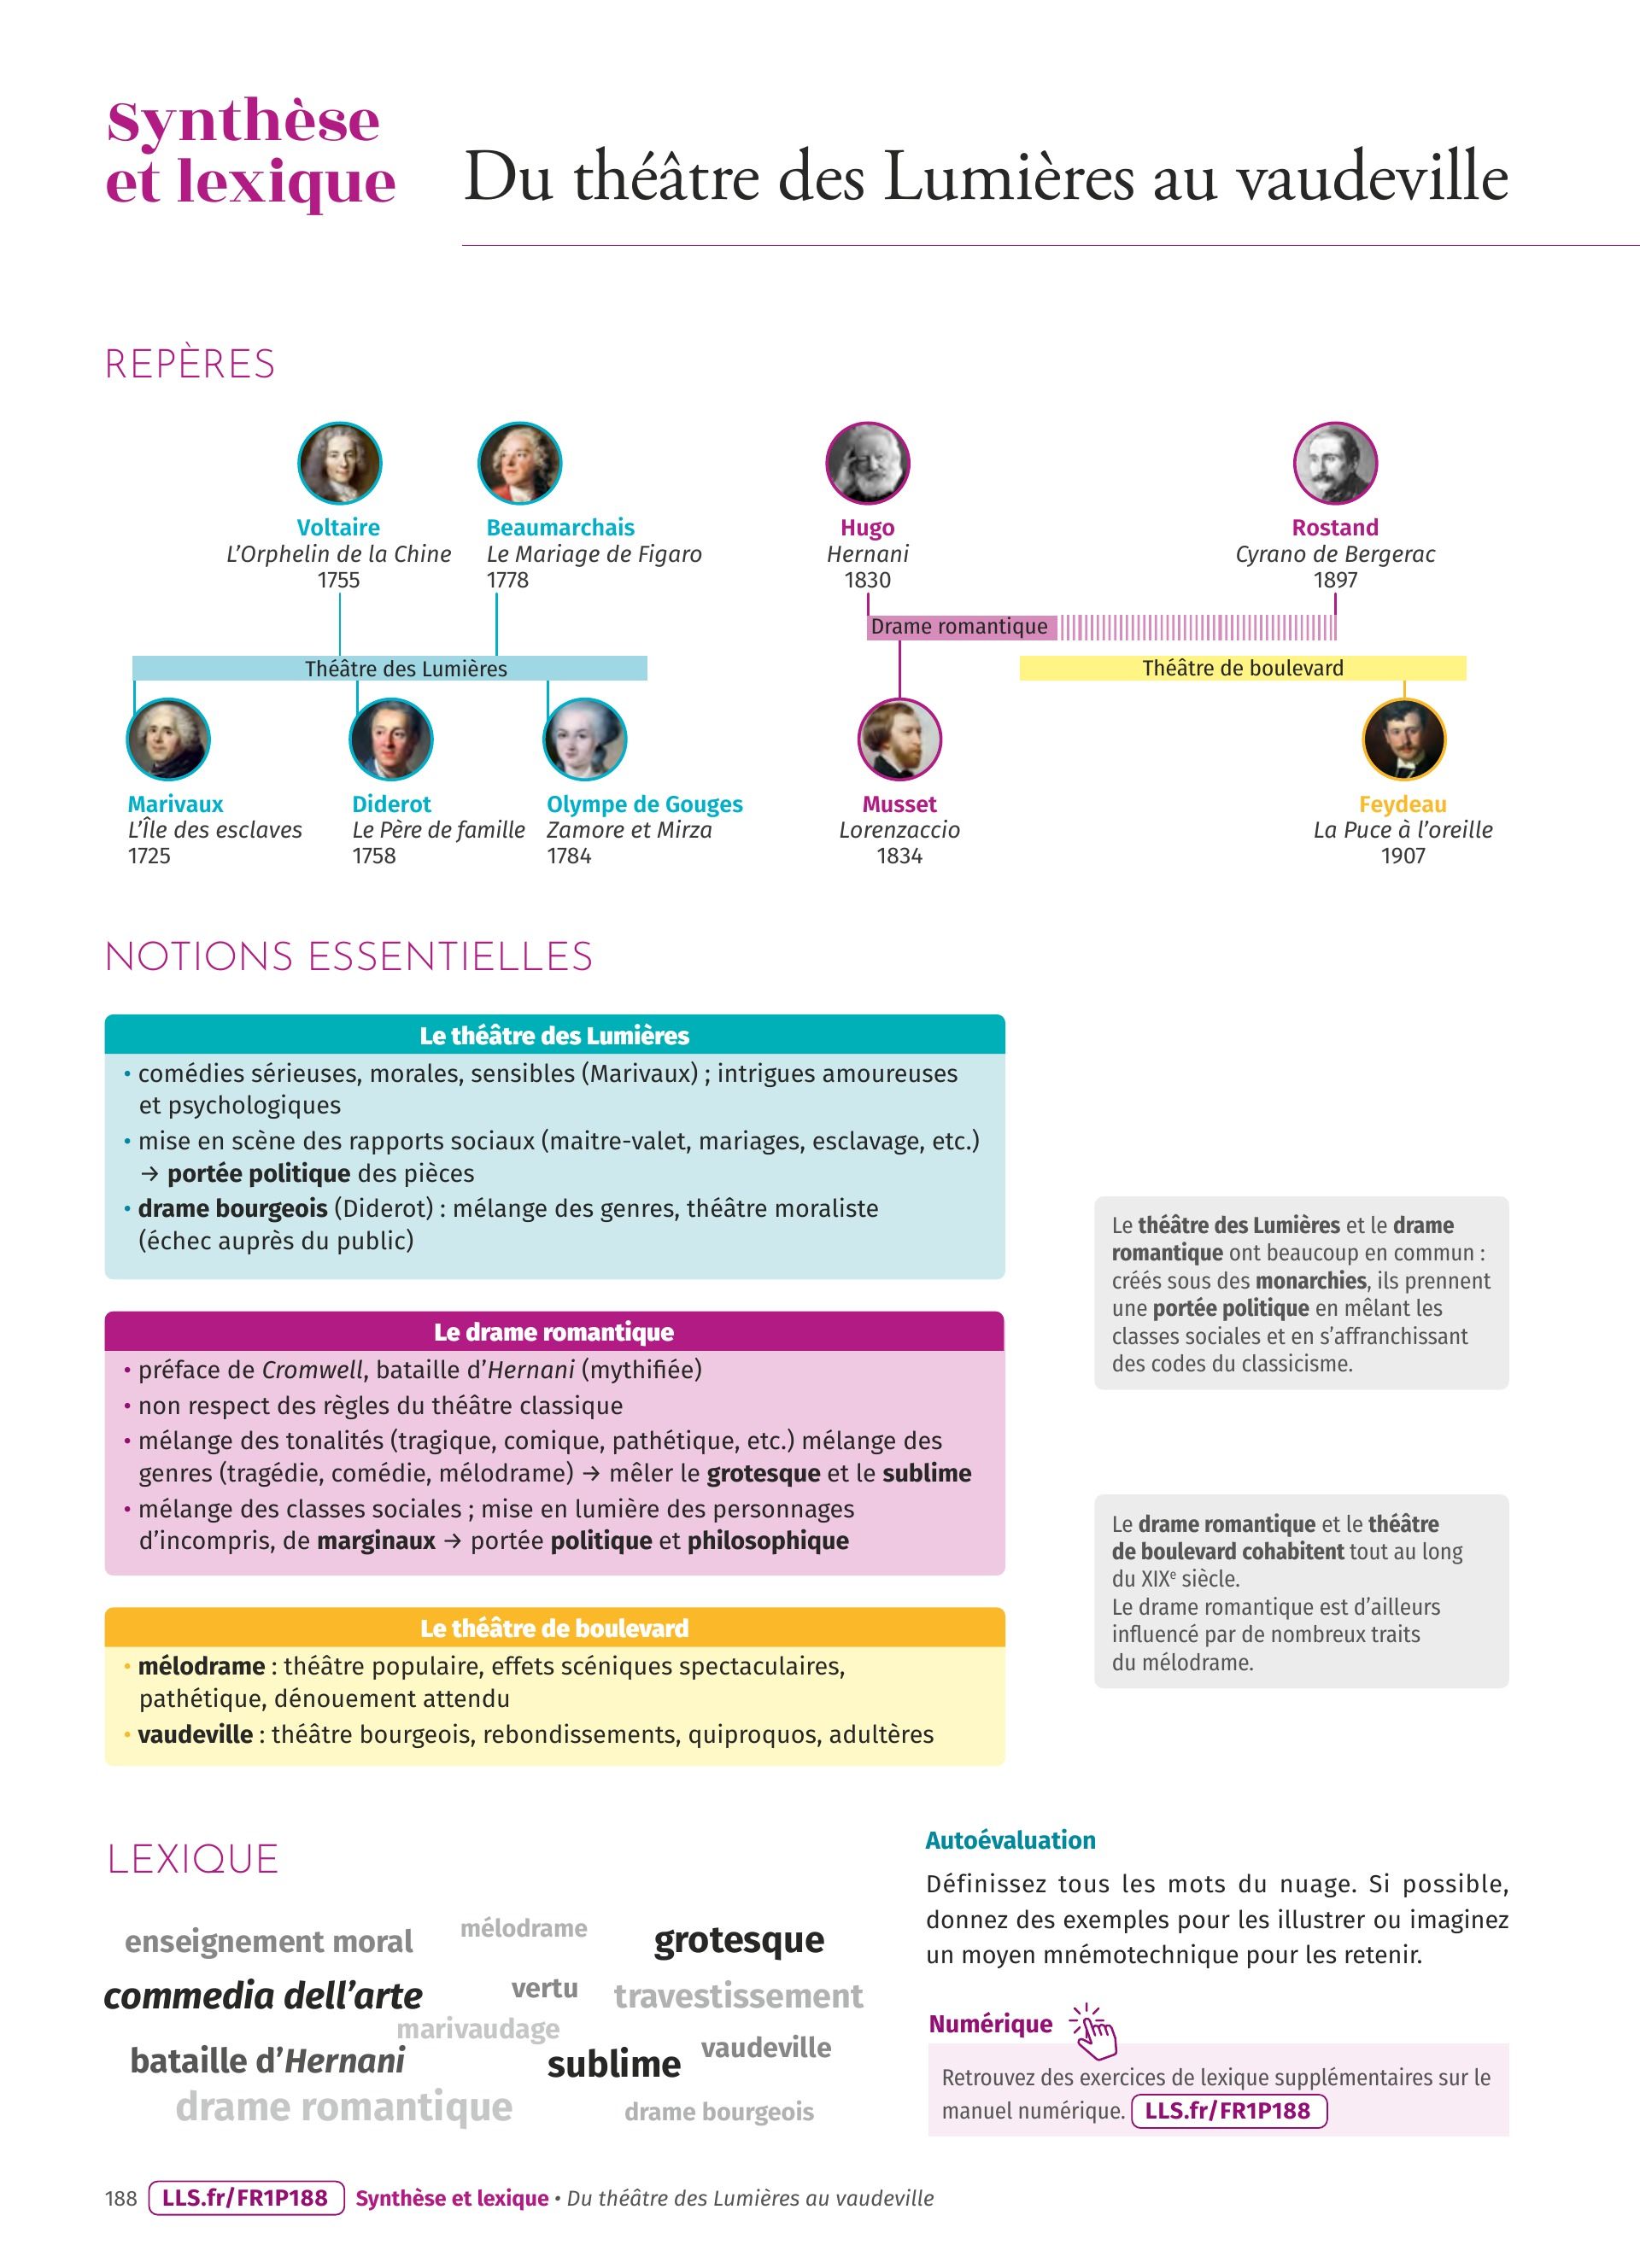 Synthèse
et lexique
Du théâtre des Lumières au vaudeville
REPÈRES
Voltaire
L'Orphelin de la Chine
1755
Beaumarchais
Le Mariage de Figaro
1778
Hugo
Hernani
1830
Rostand
Cyrano de Bergerac
1897
Drame romantique
Théâtre des Lumières
Théâtre de boulevard
Marivaux
L'Île des esclaves
1725
Diderot
Le Père de famille
1758
Olympe de Gouges
Zamore et Mirza
1784
Musset
Lorenzaccio
1834
Feydeau
La Puce à l'oreille
1907
NOTIONS ESSENTIELLES
Le théâtre des Lumières
• comédies sérieuses, morales, sensibles (Marivaux) ; intrigues amoureuses
et psychologiques
• mise en scène des rapports sociaux (maitre-valet, mariages, esclavage, etc.)
→ portée politique des pièces
• drame bourgeois (Diderot) : mélange des genres, théâtre moraliste
(échec auprès du public)
Le drame romantique
• préface de Cromwell, bataille d'Hernani (mythifiée)
• non respect des règles du théâtre classique
• mélange des tonalités (tragique, comique, pathétique, etc.) mélange des
genres (tragédie, comédie, mélodrame) → mêler le grotesque et le sublime
• mélange des classes sociales ; mise en lumière des personnages
d'incompris, de marginaux → portée politique et philosophique
Le théâtre de boulevard
• mélodrame : théâtre populaire, effets scéniques spectaculaires,
pathétique, dénouement attendu
• vaudeville : théâtre bourgeois, rebondissements, quiproquos, adultères
Le théâtre des Lumières et le drame
romantique ont beaucoup en commun :
créés sous des monarchies, ils prennent
une portée politique en mêlant les
classes sociales et en s'affranchissant
des codes du classicisme.
Le drame romantique et le théâtre
de boulevard cohabitent tout au long
du XIXe siècle.
Le drame romantique est d'ailleurs
influencé par de nombreux traits
du mélodrame.
LEXIQUE
enseignement moral
mélodrame
grotesque
commedia dell'arte
vertu
travestissement
marivaudage
bataille d'Hernani
sublime
vaudeville
drame romantique
drame bourgeois
Autoévaluation
Définissez tous les mots du nuage. Si possible,
donnez des exemples pour les illustrer ou imaginez
un moyen mnémotechnique pour les retenir.
Numérique
Retrouvez des exercices de lexique supplémentaires sur le
manuel numérique. LLS.fr/FR1P188
188 LLS.fr/FR1P188 Synthèse et lexique • Du théâtre des Lumières au vaudeville